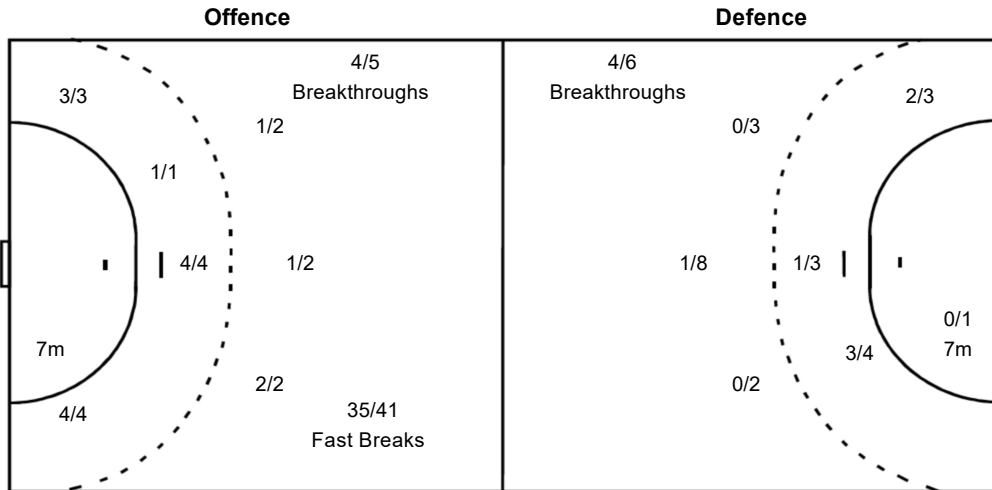 Offence
Defence
4/5
Breakthroughs
4/6
Breakthroughs
3/3
2/3
1/2
0/3
1/1
4/4
1/2
1/8
1/3
0/1
7m
7m
3/4
2/2
0/2
4/4
35/41
Fast Breaks